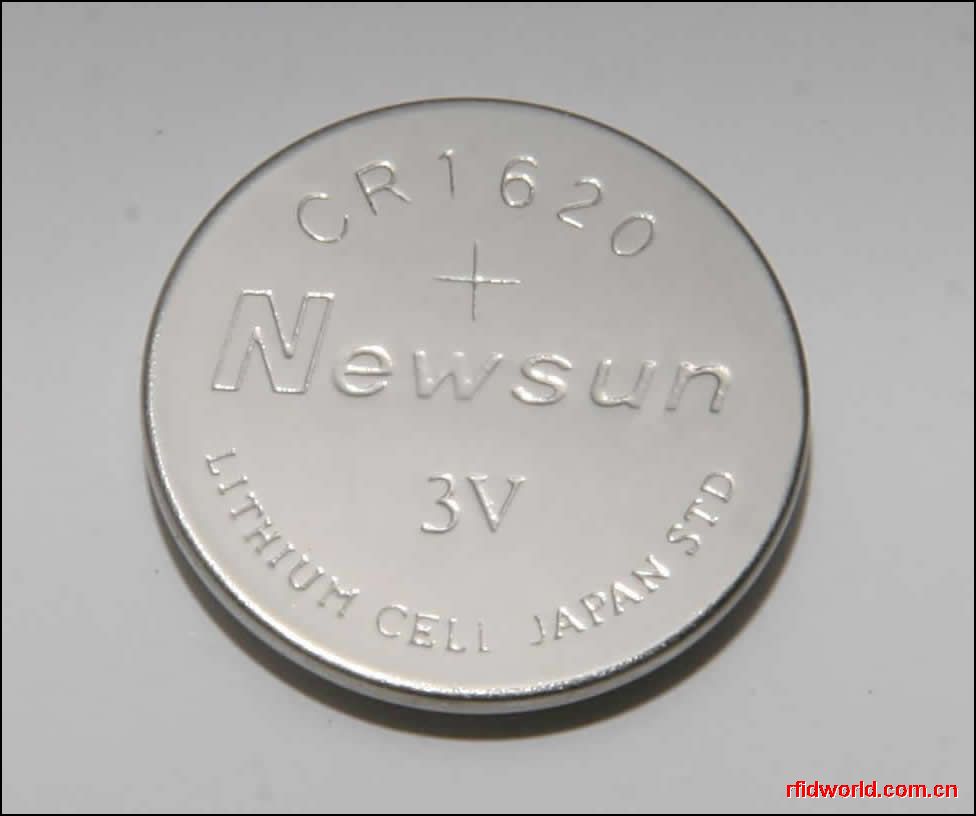 CR1620
+
Newsun
3V
LITHIUM CELL JAPAN STD
rfidworld.com.cn